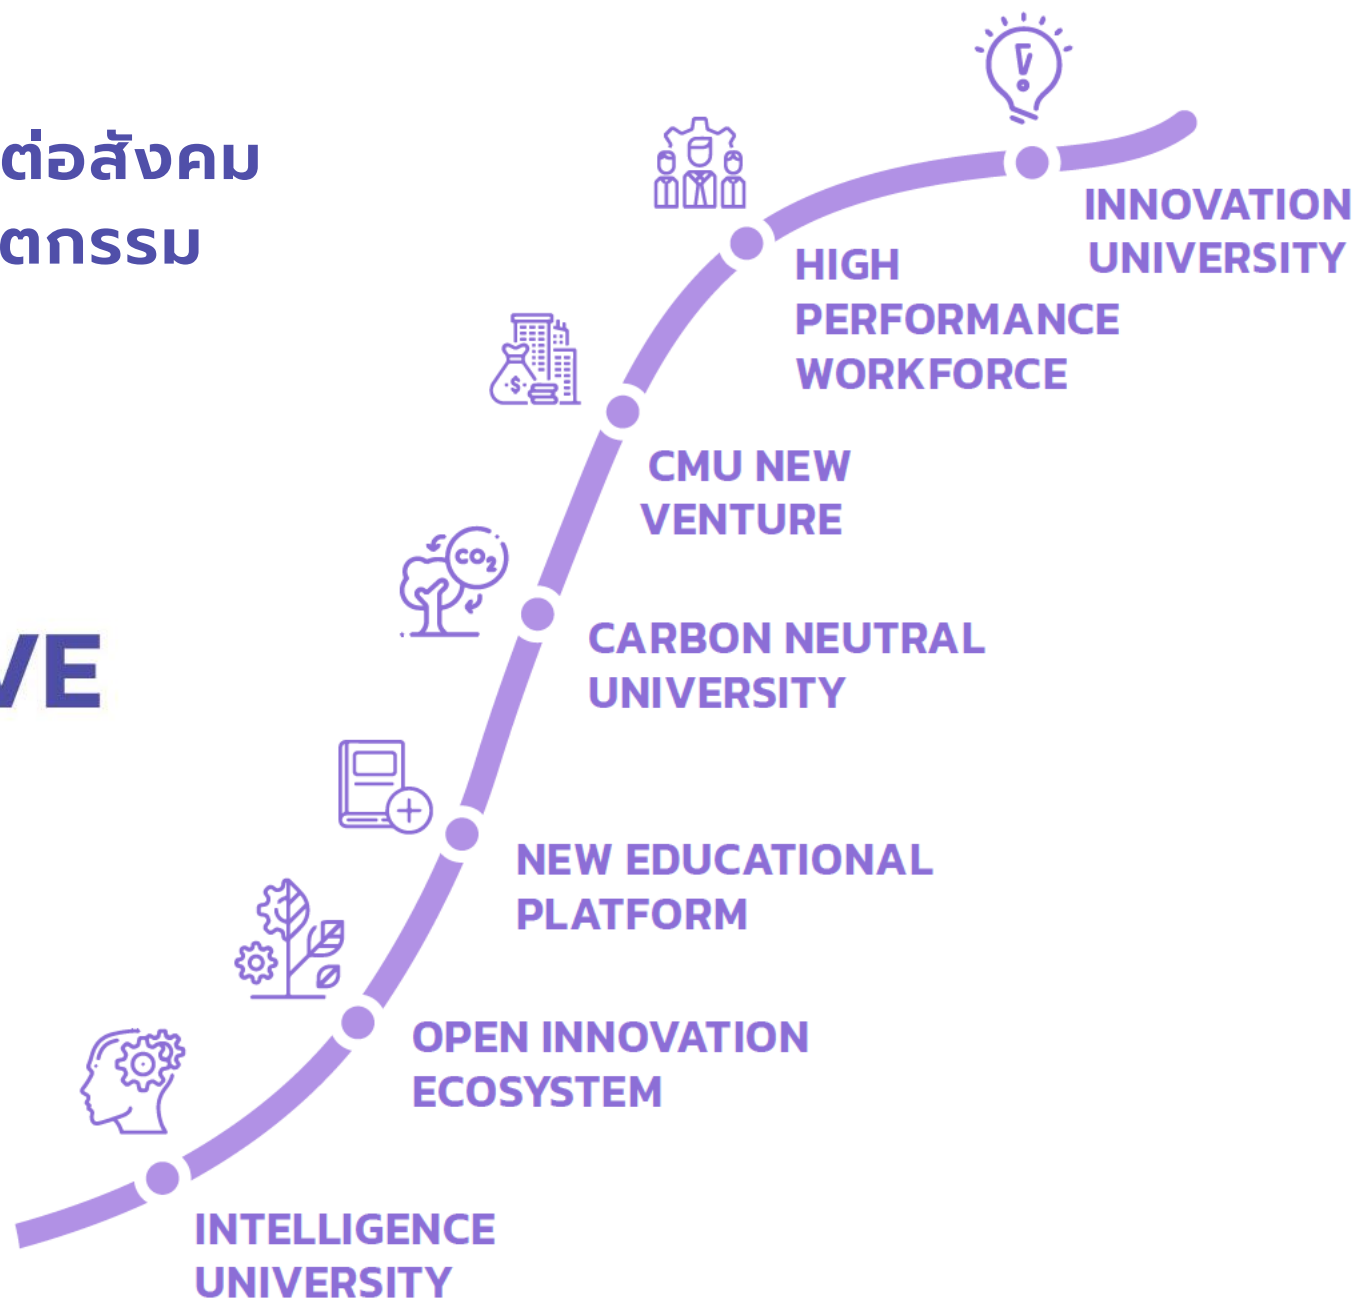 ต่อสังคม
ตกรรม
INNOVATION
UNIVERSITY
HIGH
PERFORMANCE
WORKFORCE
$
CMU NEW
VENTURE
CO2
CARBON NEUTRAL
UNIVERSITY
VE
NEW EDUCATIONAL
PLATFORM
OPEN INNOVATION
ECOSYSTEM
INTELLIGENCE
UNIVERSITY